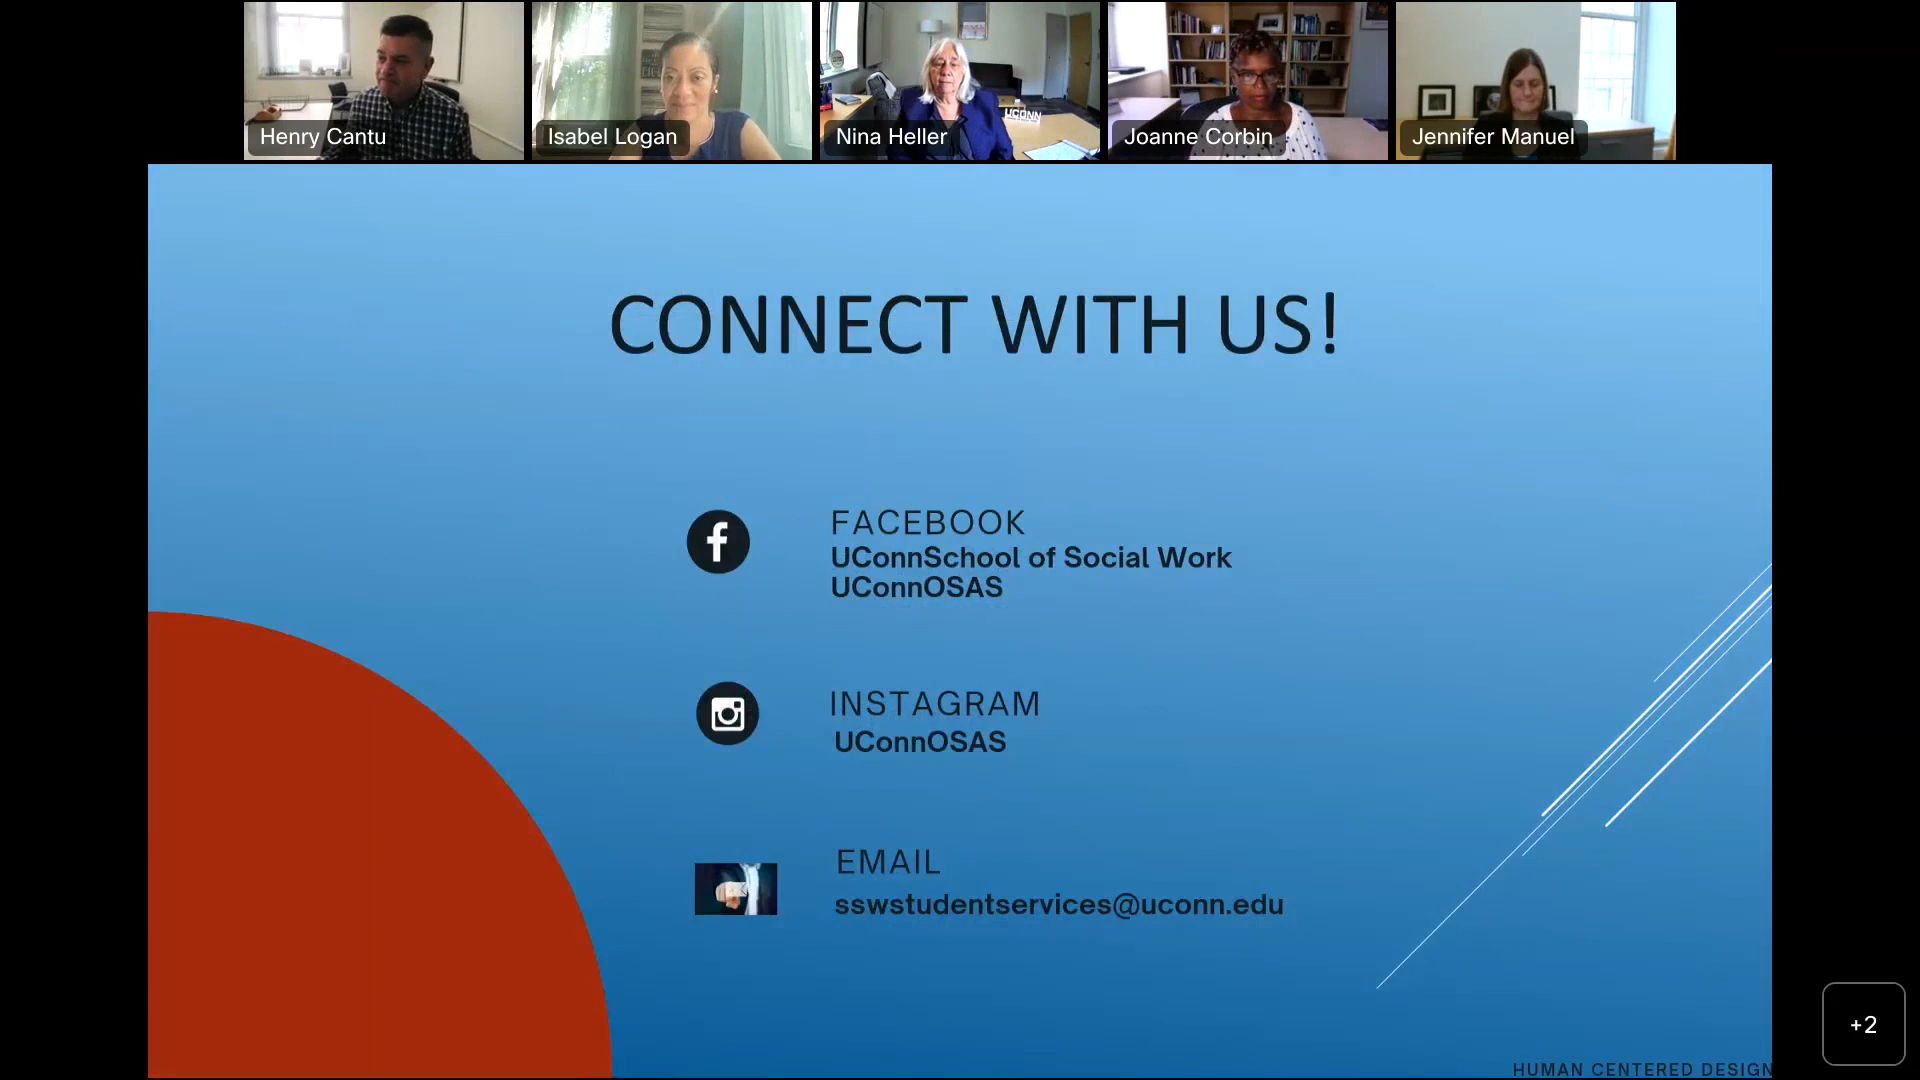 Henry Cantu
Isabel Logan
Nina Heller
UCONN
Joanne Corbin
Jennifer Manuel
CONNECT WITH US!
FACEBOOK
UConnSchool of Social Work
UConnOSAS
INSTAGRAM
UConnOSAS
EMAIL
sswstudentservices@uconn.edu
+2
HUMAN CENTERED DESIGN